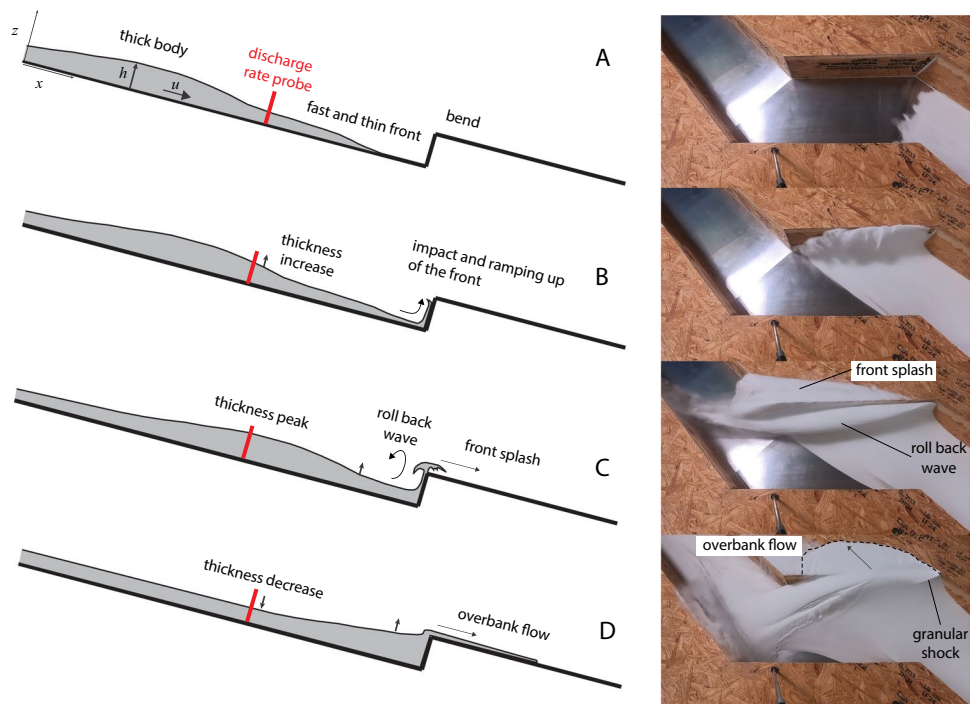 z
x
thick body
h
u
discharge
rate probe
fast and thin front
bend
A
thickness
increase
impact and ramping up
of the front
B
thickness peak
roll back
wave
front splash
C
thickness decrease
overbank flow
D
front splash
roll back
wave
overbank flow
granular
shock